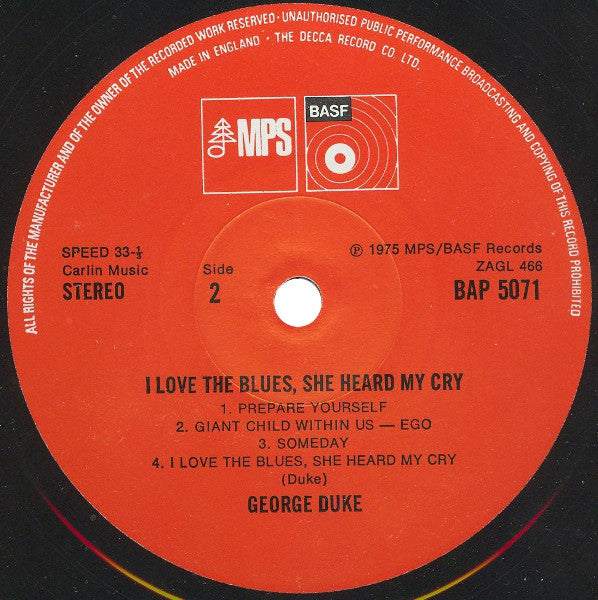 ALL RIGHTS OF THE MANUFACTURER AND OF THE OWNER OF THE RECORDED WORK RESERVED · UNAUTHORISED PUBLIC PERFORMANCE BROADCASTING AND COPYING OF THIS RECORD PROHIBITED
MADE IN ENGLAND · THE DECCA RECORD CO. LTD.
MPS
BASF
SPEED 33-⅓
Carlin Music
STEREO
Side
2
℗ 1975 MPS/BASF Records
ZAGL 466
BAP 5071
I LOVE THE BLUES, SHE HEARD MY CRY
1. PREPARE YOURSELF
2. GIANT CHILD WITHIN US — EGO
3. SOMEDAY
4. I LOVE THE BLUES, SHE HEARD MY CRY
(Duke)
GEORGE DUKE